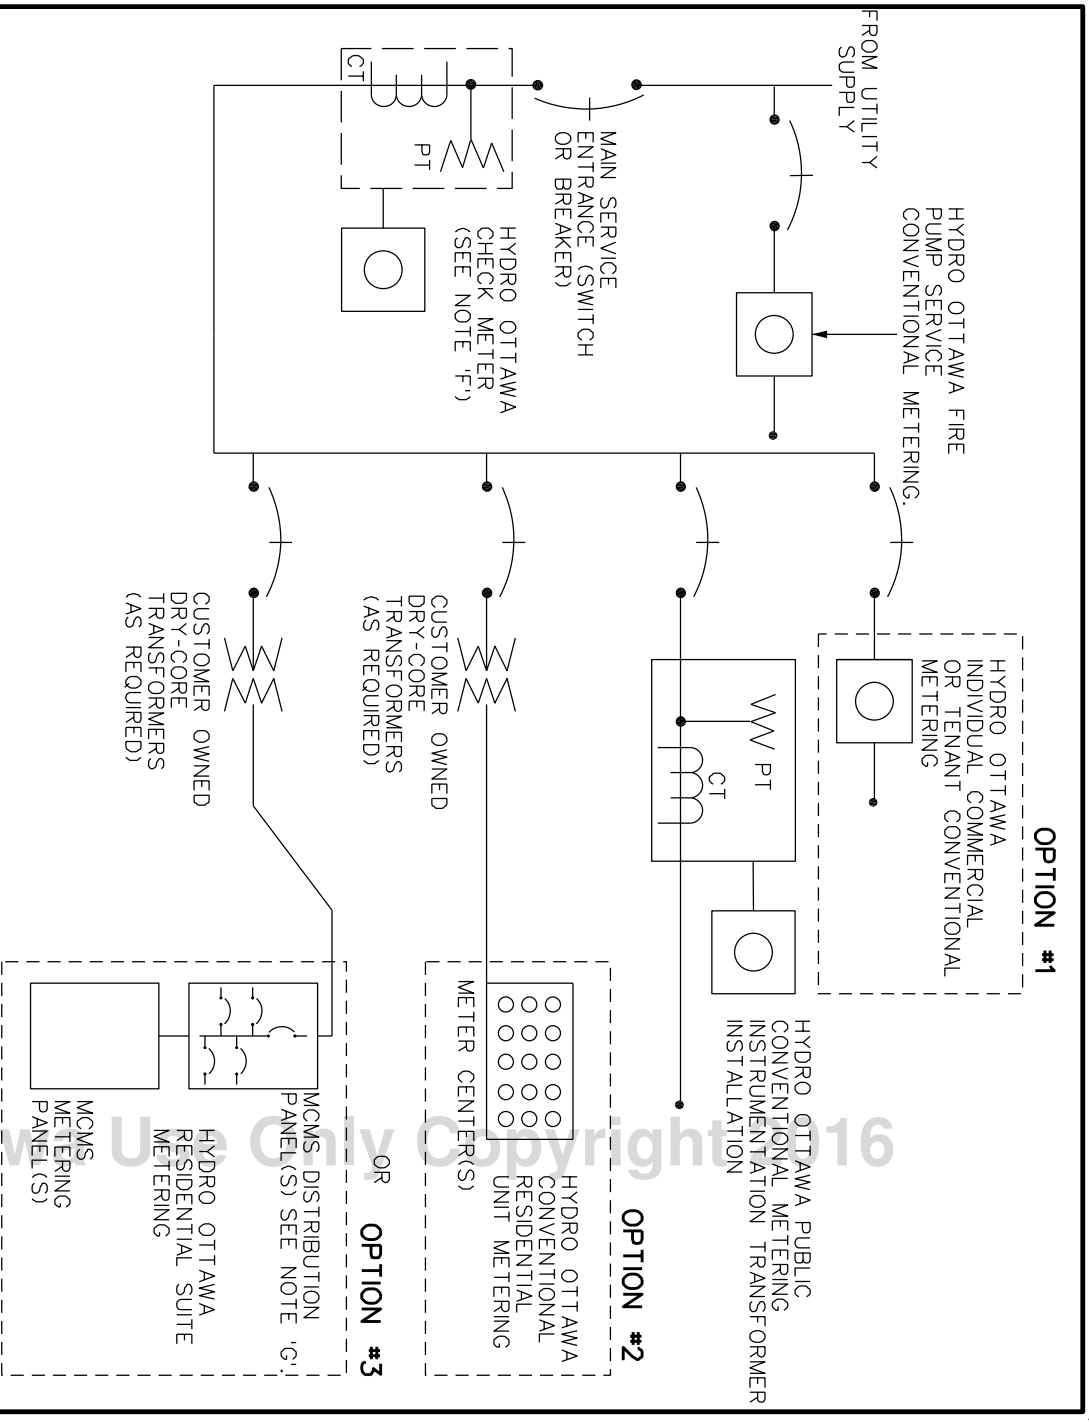 FROM UTILITY
SUPPLY
HYDRO OTTAWA FIRE
PUMP SERVICE
CONVENTIONAL METERING.
MAIN SERVICE
ENTRANCE (SWITCH
OR BREAKER)
CT
PT
HYDRO OTTAWA
CHECK METER
(SEE NOTE 'F')
OPTION #1
HYDRO OTTAWA
INDIVIDUAL COMMERCIAL
OR TENANT CONVENTIONAL
METERING
PT
CT
HYDRO OTTAWA PUBLIC
CONVENTIONAL METERING
INSTRUMENTATION TRANSFORMER
INSTALLATION
CUSTOMER OWNED
DRY-CORE
TRANSFORMERS
(AS REQUIRED)
OPTION #2
HYDRO OTTAWA
CONVENTIONAL
RESIDENTIAL
UNIT METERING
METER CENTER(S)
OR
CUSTOMER OWNED
DRY-CORE
TRANSFORMERS
(AS REQUIRED)
OPTION #3
MCMS DISTRIBUTION
PANEL(S) SEE NOTE 'G'.
HYDRO OTTAWA
RESIDENTIAL SUITE
METERING
MCMS
METERING
PANEL(S)
wa Use Only Copyright 2016